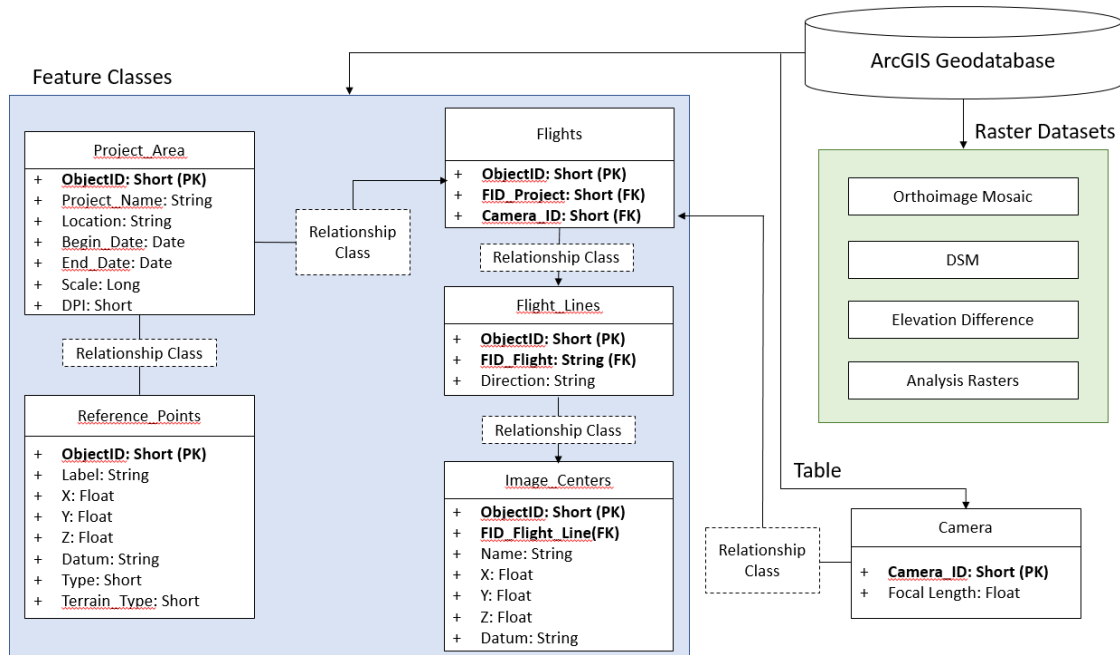 ArcGIS Geodatabase
Feature Classes
Project_Area
+ ObjectID: Short (PK)
+ Project_Name: String
+ Location: String
+ Begin_Date: Date
+ End_Date: Date
+ Scale: Long
+ DPI: Short
Relationship
Class
Relationship Class
Reference_Points
+ ObjectID: Short (PK)
+ Label: String
+ X: Float
+ Y: Float
+ Z: Float
+ Datum: String
+ Type: Short
+ Terrain_Type: Short
Flights
+ ObjectID: Short (PK)
+ FID_Project: Short (FK)
+ Camera_ID: Short (FK)
Relationship Class
Flight_Lines
+ ObjectID: Short (PK)
+ FID_Flight: String (FK)
+ Direction: String
Relationship Class
Image_Centers
+ ObjectID: Short (PK)
+ FID_Flight_Line(FK)
+ Name: String
+ X: Float
+ Y: Float
+ Z: Float
+ Datum: String
Raster Datasets
Orthoimage Mosaic
DSM
Elevation Difference
Analysis Rasters
Table
Relationship
Class
Camera
+ Camera_ID: Short (PK)
+ Focal Length: Float